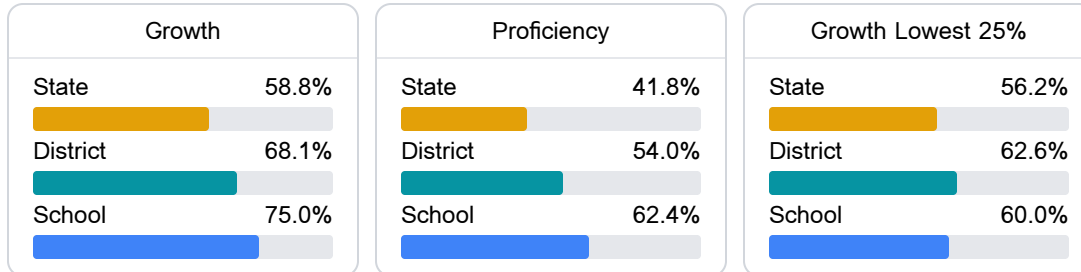 Growth
State 58.8%
District 68.1%
School 75.0%
Proficiency
State 41.8%
District 54.0%
School 62.4%
Growth Lowest 25%
State 56.2%
District 62.6%
School 60.0%